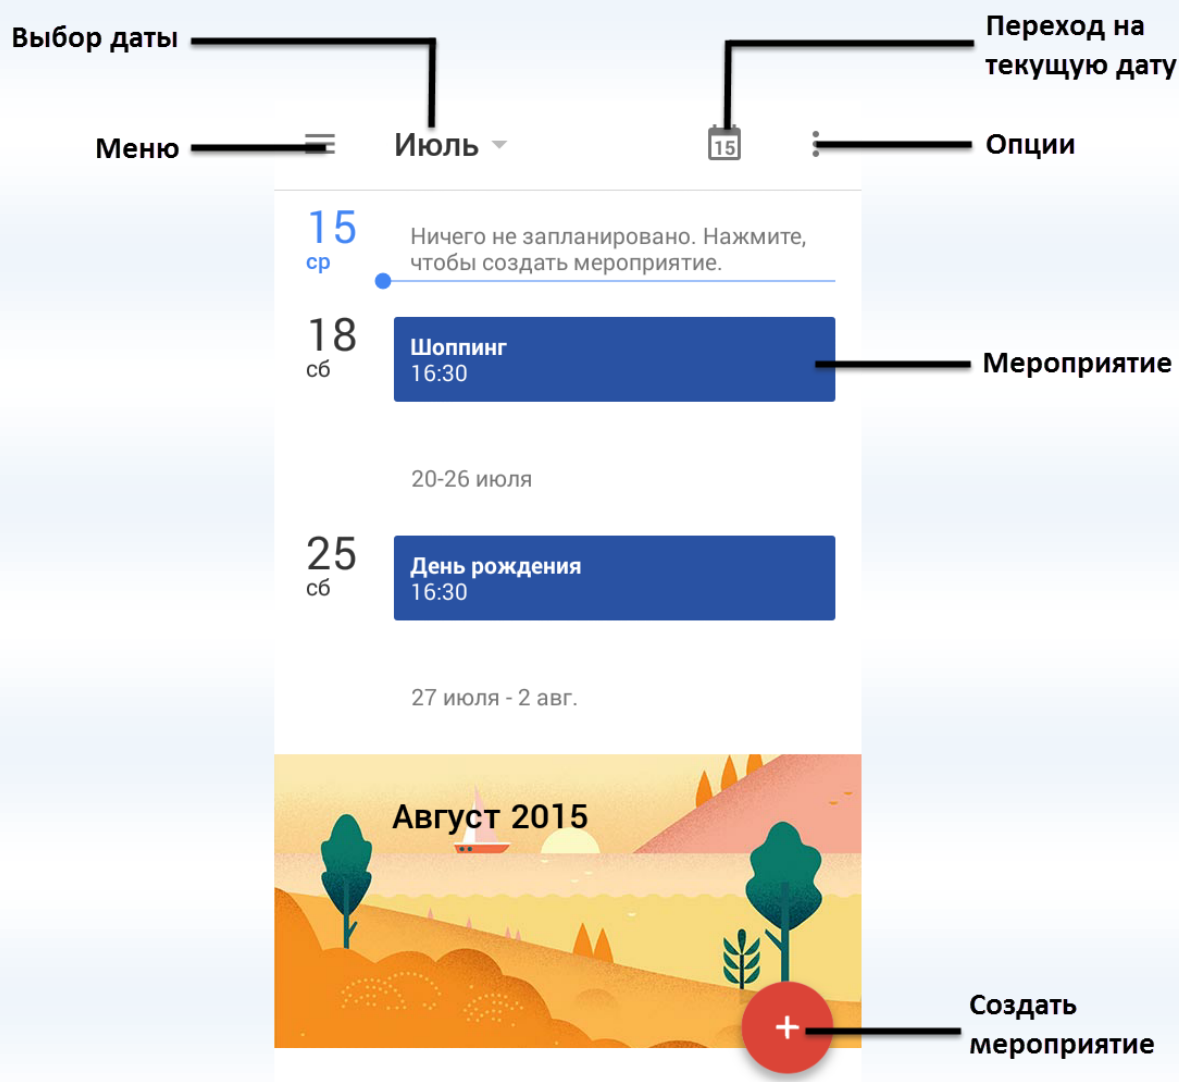 Выбор даты
Переход на
текущую дату
Меню
Июль
15
Опции
15
ср
Ничего не запланировано. Нажмите,
чтобы создать мероприятие.
18
сб
Шоппинг
16:30
Мероприятие
20-26 июля
25
сб
День рождения
16:30
27 июля - 2 авг.
Август 2015
+
Создать
мероприятие